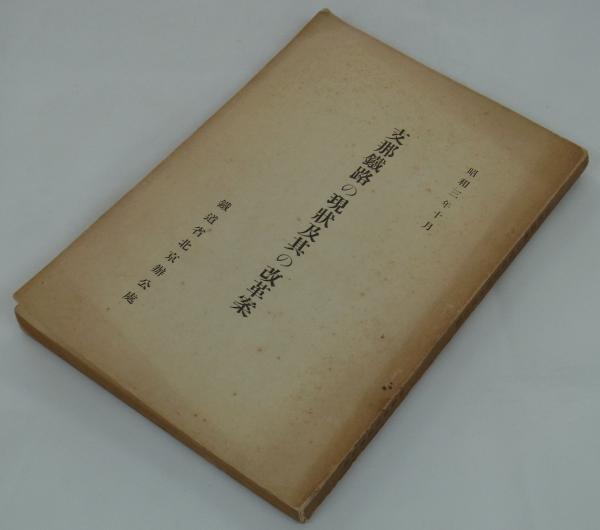 昭和三年十月
支那鐵路の現狀及其の改革案
鐵道省北京辦公處